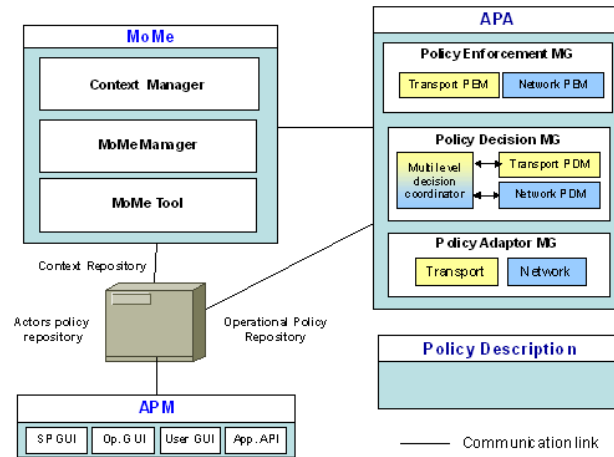 MoMe
Context Manager
MoMe Manager
MoMe Tool
APA
Policy Enforcement MG
Transport PEM
Network PEM
Policy Decision MG
Multilevel
decision
coordinator
Transport PDM
Network PDM
Policy Adaptor MG
Transport
Network
Context Repository
Actors policy
repository
Operational Policy
Repository
Policy Description
APM
SP GUI
Op. GUI
User GUI
App. API
Communication link